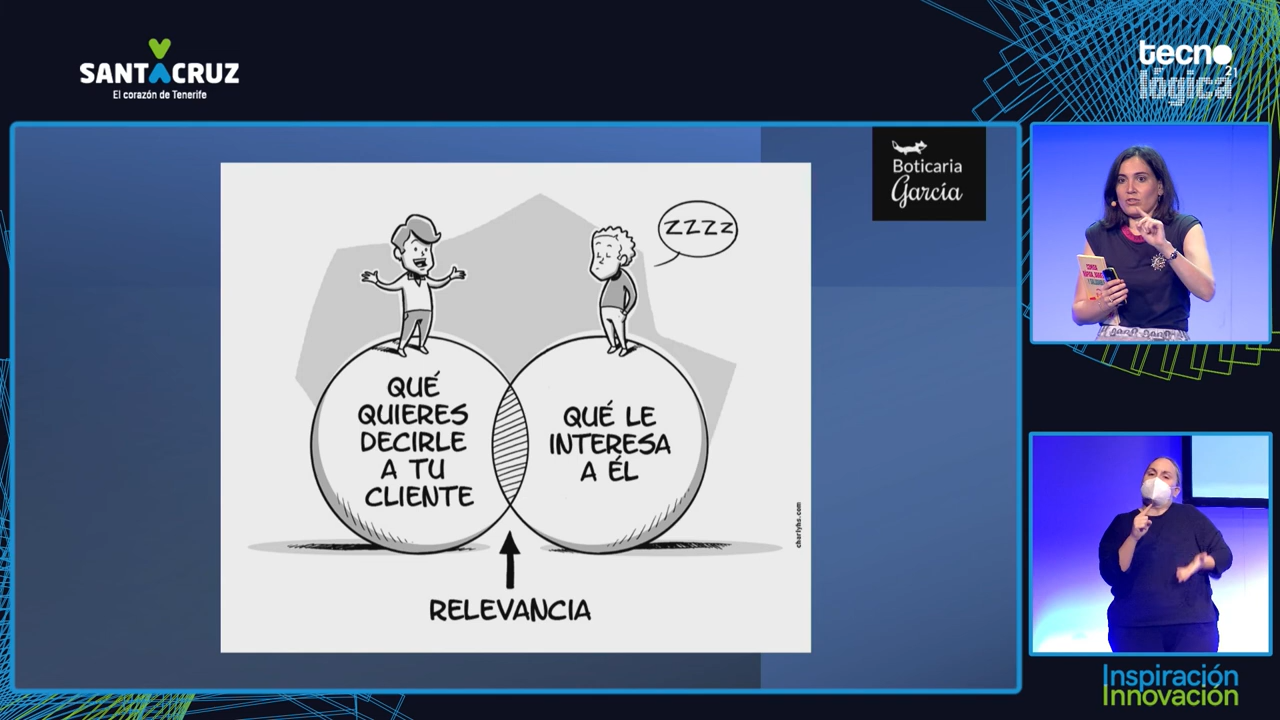 SANTACRUZ
El corazón de Tenerife
tecno
lógica
21
Boticaria
García
ZZZZ
QUÉ
QUIERES
DECIRLE
A TU
CLIENTE
QUÉ LE
INTERESA
A ÉL
RELEVANCIA
charlyhs.com
Inspiración
Innovación